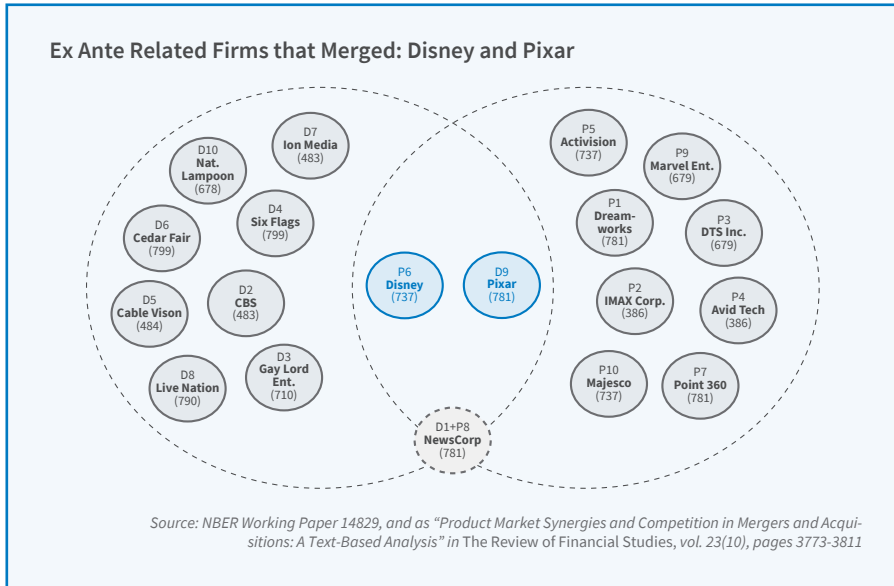 Ex Ante Related Firms that Merged: Disney and Pixar
D7
Ion Media
(483)
D10
Nat.
Lampoon
(678)
D4
Six Flags
(799)
D6
Cedar Fair
(799)
D2
CBS
(483)
D5
Cable Vison
(484)
D3
Gay Lord
Ent.
(710)
D8
Live Nation
(790)
P6
Disney
(737)
D9
Pixar
(781)
D1+P8
NewsCorp
(781)
P5
Activision
(737)
P9
Marvel Ent.
(679)
P1
Dream-
works
(781)
P3
DTS Inc.
(679)
P2
IMAX Corp.
(386)
P4
Avid Tech
(386)
P10
Majesco
(737)
P7
Point 360
(781)
Source: NBER Working Paper 14829, and as “Product Market Synergies and Competition in Mergers and Acqui-
sitions: A Text-Based Analysis” in The Review of Financial Studies, vol. 23(10), pages 3773-3811